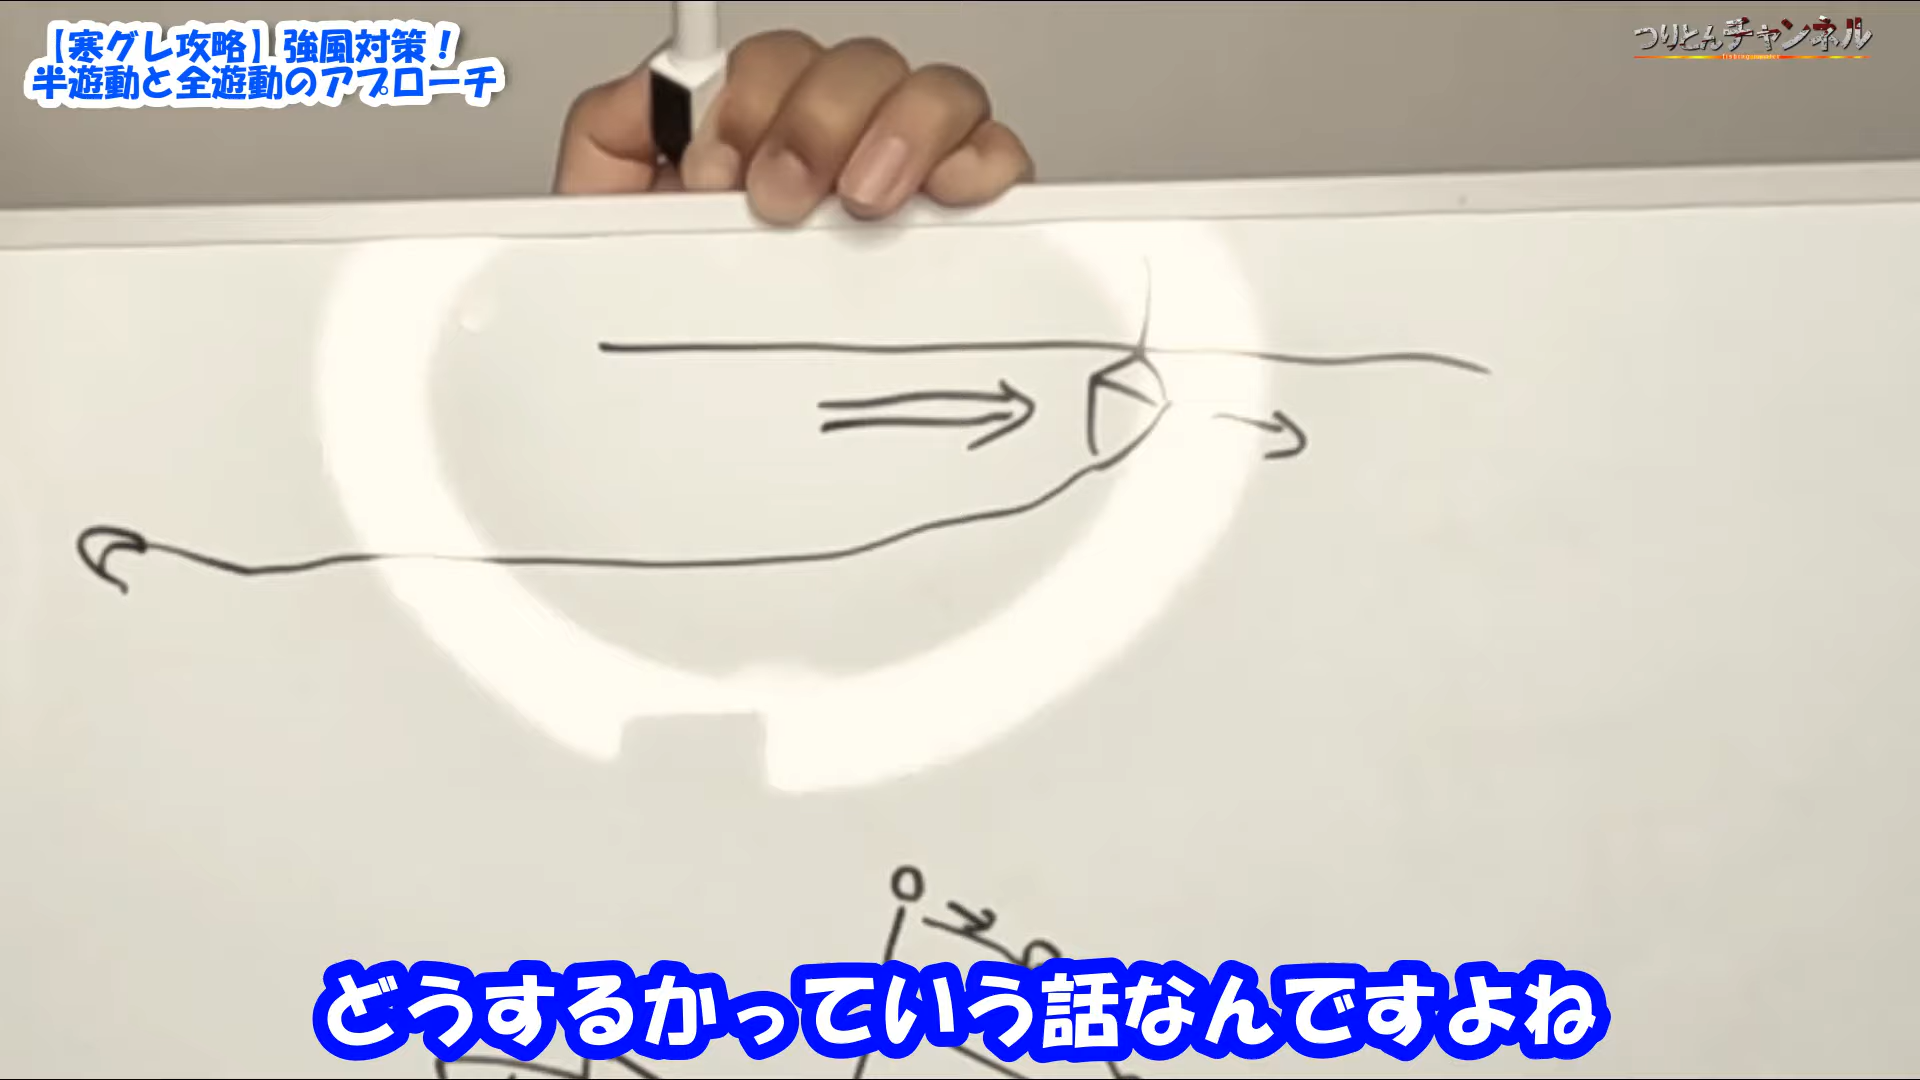 【寒グレ攻略】強風対策！
半遊動と全遊動のアプローチ
つりとんチャンネル
どうするかっていう話なんですよね